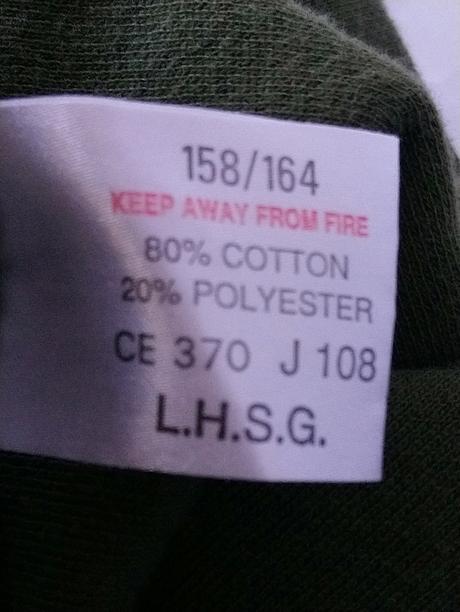 158/164
KEEP AWAY FROM FIRE
80% COTTON
20% POLYESTER
CE 370 J 108
L.H.S.G.